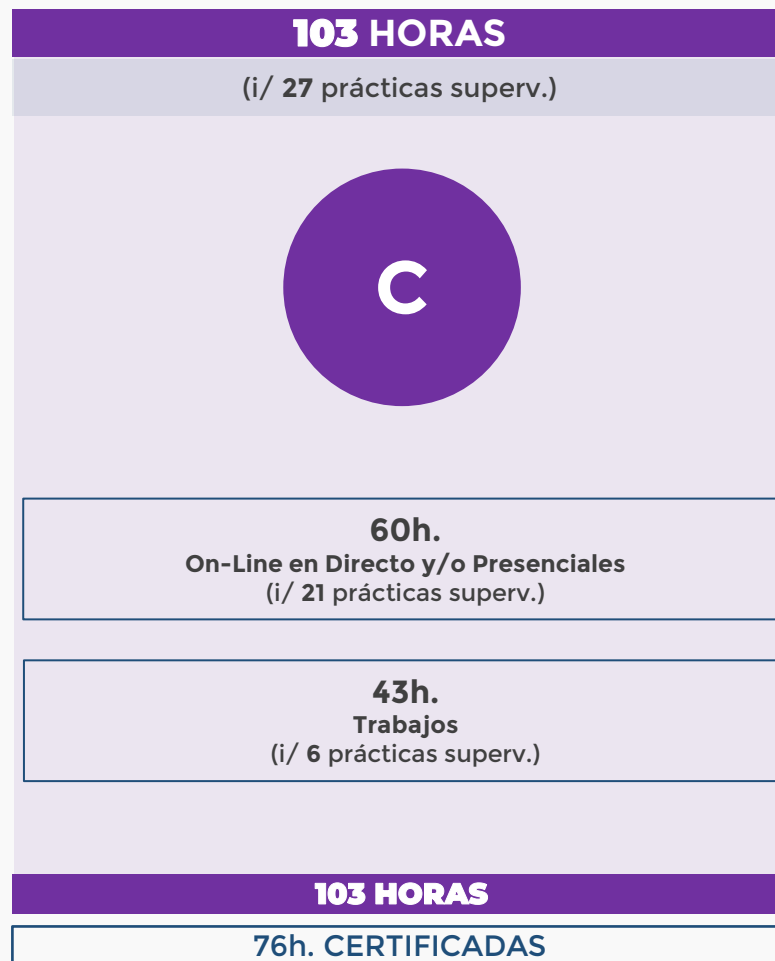 103 HORAS
(i/ 27 prácticas superv.)
C
60h.
On-Line en Directo y/o Presenciales
(i/ 21 prácticas superv.)
43h.
Trabajos
(i/ 6 prácticas superv.)
103 HORAS
76h. CERTIFICADAS